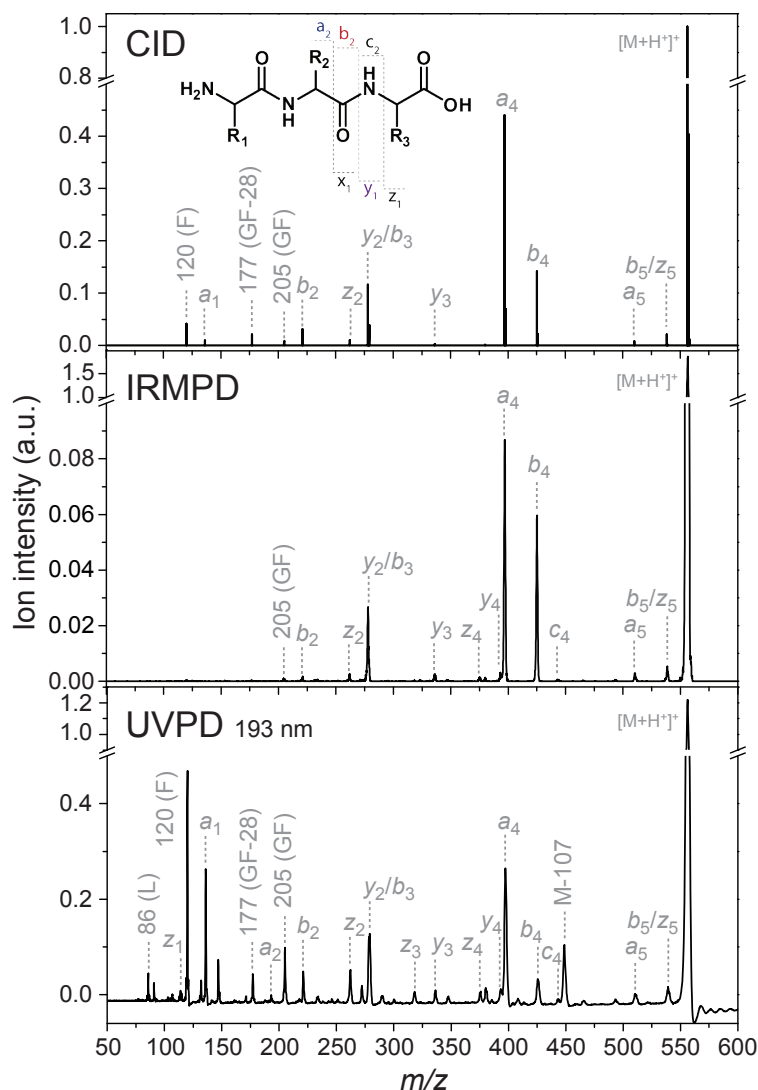 CID
a2 b2 c2
[M+H+]+
1.0
0.8
0.4
0.3
0.2
0.1
0.0
H2N
R1
O
N
H
R2
O
H
N
R3
O
OH
x1 y1 z1
120 (F)
a1
177 (GF-28)
205 (GF)
b2
z2
y2/b3
y3
a4
b4
b5/z5
a5
IRMPD
[M+H+]+
1.5
1.0
0.08
0.06
0.04
0.02
0.00
205 (GF)
b2
z2
y2/b3
y3
z4
y4
a4
b4
c4
b5/z5
a5
Ion intensity (a.u.)
UVPD 193 nm
[M+H+]+
1.2
1.0
0.4
0.2
0.0
86 (L)
z1
120 (F)
a1
177 (GF-28)
a2
205 (GF)
b2
z2
y2/b3
z3
y3
z4
y4
a4
b4
c4
M-107
b5/z5
a5
50 100 150 200 250 300 350 400 450 500 550 600
m/z